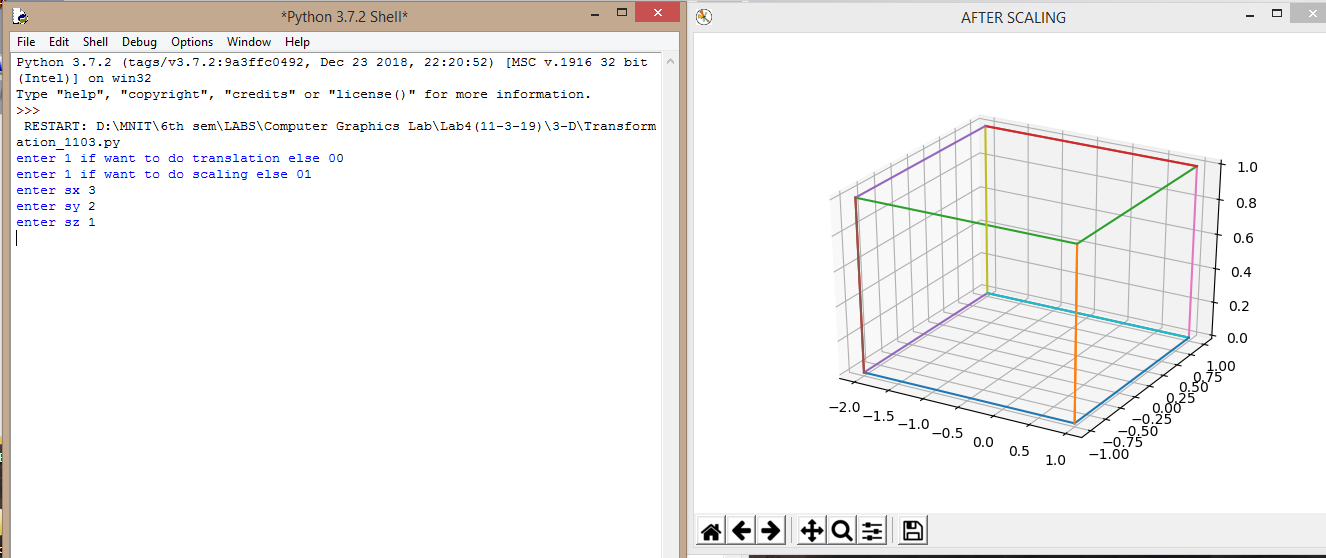 *Python 3.7.2 Shell*
File Edit Shell Debug Options Window Help
Python 3.7.2 (tags/v3.7.2:9a3ffc0492, Dec 23 2018, 22:20:52) [MSC v.1916 32 bit
(Intel)] on win32
Type "help", "copyright", "credits" or "license()" for more information.
>>>
RESTART: D:\MNIT\6th sem\LABS\Computer Graphics Lab\Lab4(11-3-19)\3-D\Transform
ation_1103.py
enter 1 if want to do translation else 00
enter 1 if want to do scaling else 01
enter sx 3
enter sy 2
enter sz 1
AFTER SCALING
1.0
0.8
0.6
0.4
0.2
0.0
1.00
0.75
0.50
0.25
0.00
−0.25
−0.50
−0.75
−1.00
−2.0
−1.5
−1.0
−0.5
0.0
0.5
1.0